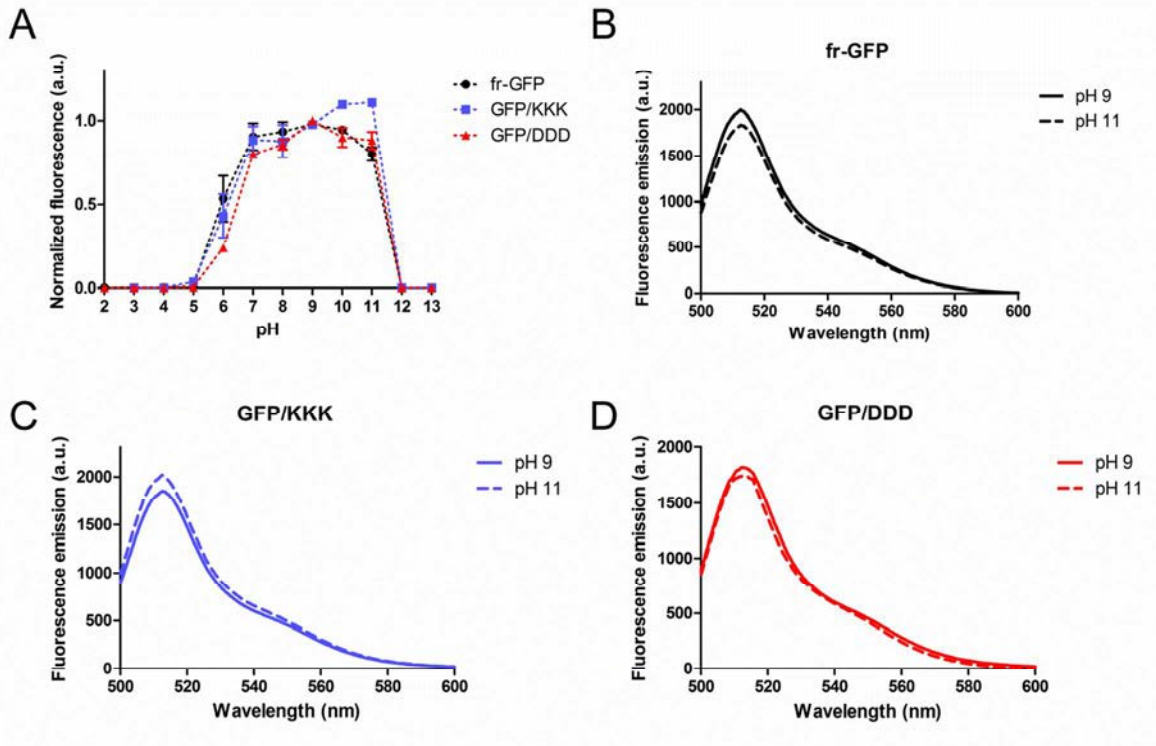 A
Normalized fluorescence (a.u.)
1.0
0.5
0.0
2 3 4 5 6 7 8 9 10 11 12 13
pH
fr-GFP
GFP/KKK
GFP/DDD
B
fr-GFP
Fluorescence emission (a.u.)
2000
1500
1000
500
0
500 520 540 560 580 600
Wavelength (nm)
pH 9
pH 11
C
GFP/KKK
Fluorescence emission (a.u.)
2000
1500
1000
500
0
500 520 540 560 580 600
Wavelength (nm)
pH 9
pH 11
D
GFP/DDD
Fluorescence emission (a.u.)
2000
1500
1000
500
0
500 520 540 560 580 600
Wavelength (nm)
pH 9
pH 11